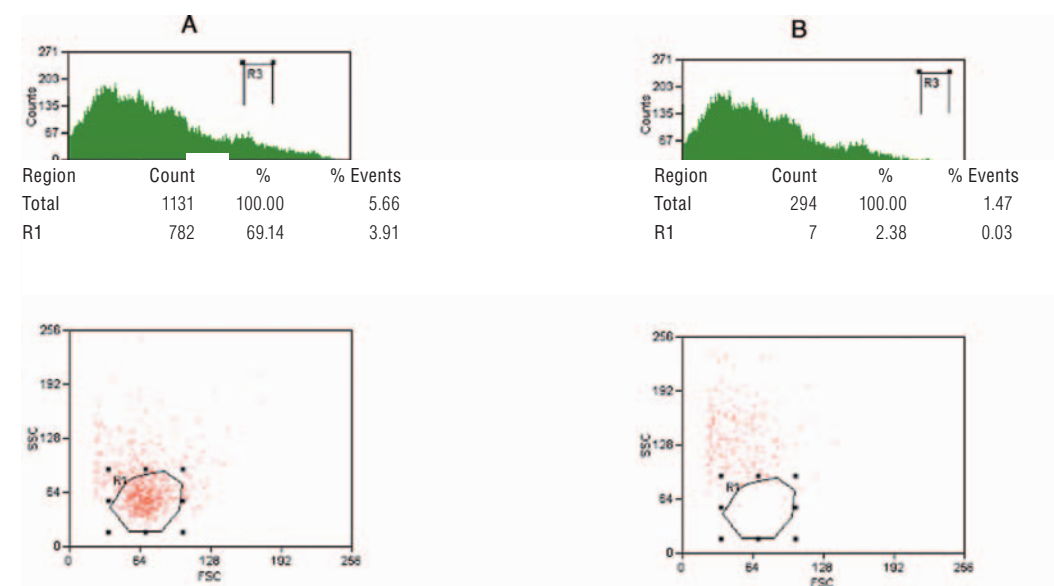 A
271
203
135
67
0
Counts
R3
Region Count % % Events
Total 1131 100.00 5.66
R1 782 69.14 3.91
256
192
128
64
0
SSC
R1
0 64 128 192 256
FSC
B
271
203
135
67
Counts
R3
Region Count % % Events
Total 294 100.00 1.47
R1 7 2.38 0.03
256
192
128
64
0
SSC
R1
0 64 128 192 256
FSC